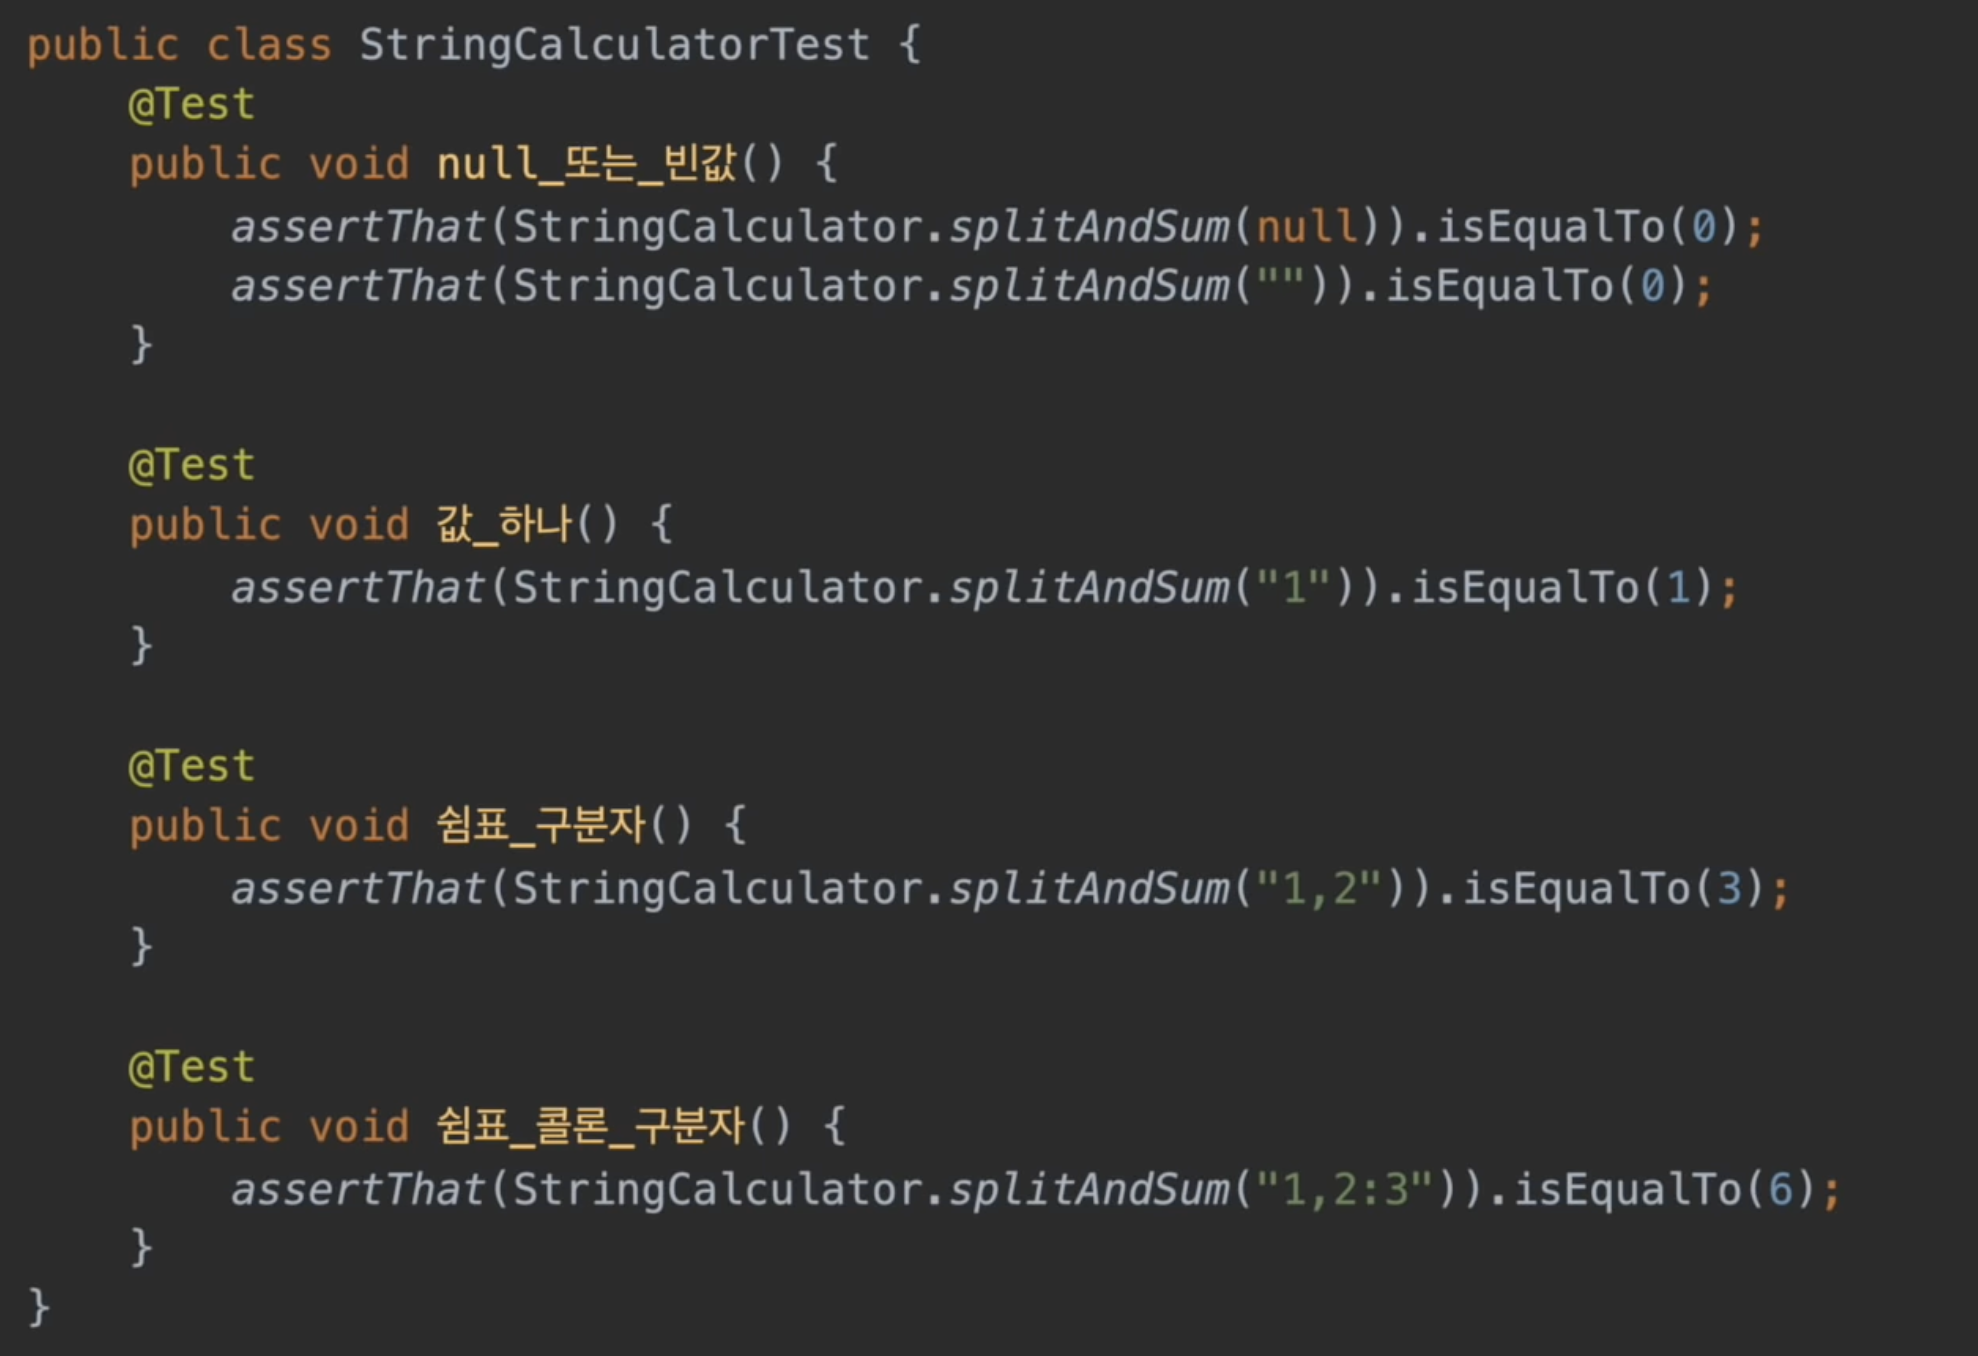 public class StringCalculatorTest {
@Test
public void null_또는_빈값() {
assertThat(StringCalculator.splitAndSum(null)).isEqualTo(0);
assertThat(StringCalculator.splitAndSum("")).isEqualTo(0);
}
@Test
public void 값_하나() {
assertThat(StringCalculator.splitAndSum("1")).isEqualTo(1);
}
@Test
public void 쉼표_구분자() {
assertThat(StringCalculator.splitAndSum("1,2")).isEqualTo(3);
}
@Test
public void 쉼표_콜론_구분자() {
assertThat(StringCalculator.splitAndSum("1,2:3")).isEqualTo(6);
}
}